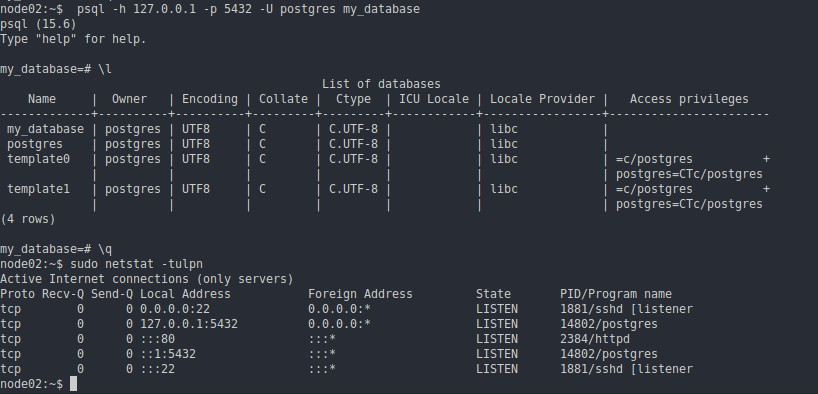 node02:~$  psql -h 127.0.0.1 -p 5432 -U postgres my_database
psql (15.6)
Type "help" for help.

my_database=# \l
                                              List of databases
    Name     |  Owner   | Encoding | Collate |  Ctype  | ICU Locale | Locale Provider |   Access privileges
-------------+----------+----------+---------+---------+------------+-----------------+-----------------------
 my_database | postgres | UTF8     | C       | C.UTF-8 |            | libc            |
 postgres    | postgres | UTF8     | C       | C.UTF-8 |            | libc            |
 template0   | postgres | UTF8     | C       | C.UTF-8 |            | libc            | =c/postgres          +
             |          |          |         |         |            |                 | postgres=CTc/postgres
 template1   | postgres | UTF8     | C       | C.UTF-8 |            | libc            | =c/postgres          +
             |          |          |         |         |            |                 | postgres=CTc/postgres
(4 rows)

my_database=# \q
node02:~$ sudo netstat -tulpn
Active Internet connections (only servers)
Proto Recv-Q Send-Q Local Address           Foreign Address         State       PID/Program name
tcp        0      0 0.0.0.0:22              0.0.0.0:*               LISTEN      1881/sshd [listener
tcp        0      0 127.0.0.1:5432          0.0.0.0:*               LISTEN      14802/postgres
tcp        0      0 :::80                   :::*                    LISTEN      2384/httpd
tcp        0      0 ::1:5432                :::*                    LISTEN      14802/postgres
tcp        0      0 :::22                   :::*                    LISTEN      1881/sshd [listener
node02:~$